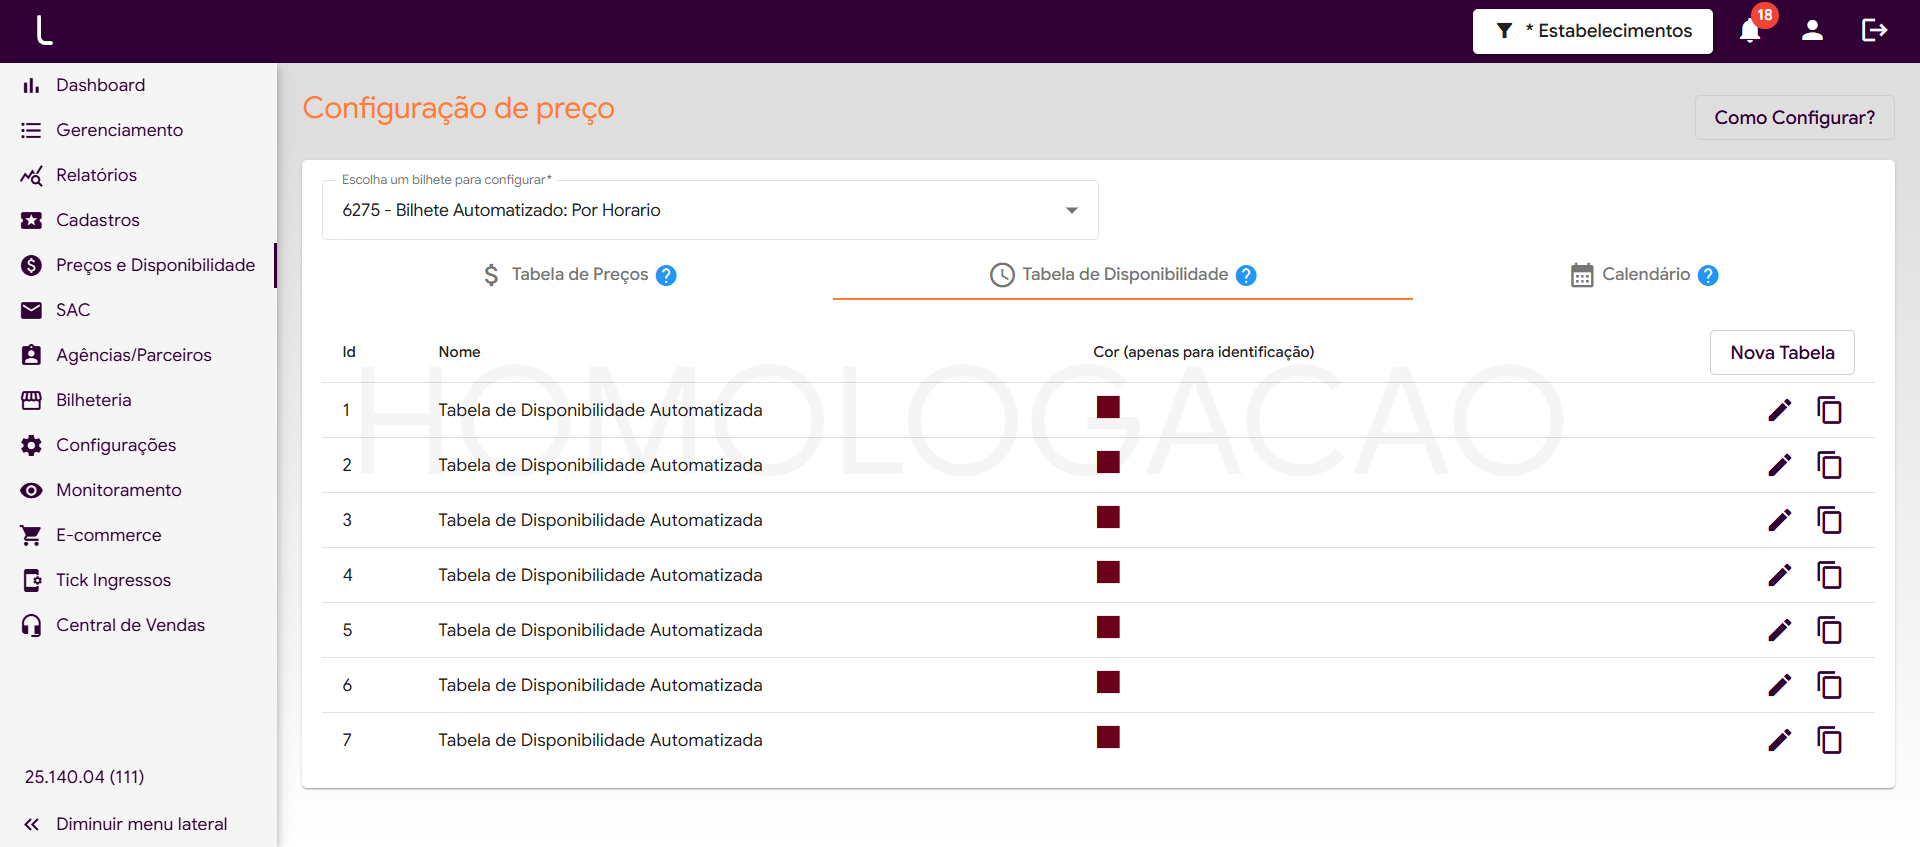 * Estabelecimentos
18
Dashboard
Gerenciamento
Relatórios
Cadastros
Preços e Disponibilidade
SAC
Agências/Parceiros
Bilheteria
Configurações
Monitoramento
E-commerce
Tick Ingressos
Central de Vendas
25.140.04 (111)
Diminuir menu lateral
Configuração de preço
Como Configurar?
Escolha um bilhete para configurar*
6275 - Bilhete Automatizado: Por Horario
Tabela de Preços ?
Tabela de Disponibilidade ?
Calendário ?
Id Nome Cor (apenas para identificação) Nova Tabela
HOMOLOGACAO
1 Tabela de Disponibilidade Automatizada
2 Tabela de Disponibilidade Automatizada
3 Tabela de Disponibilidade Automatizada
4 Tabela de Disponibilidade Automatizada
5 Tabela de Disponibilidade Automatizada
6 Tabela de Disponibilidade Automatizada
7 Tabela de Disponibilidade Automatizada